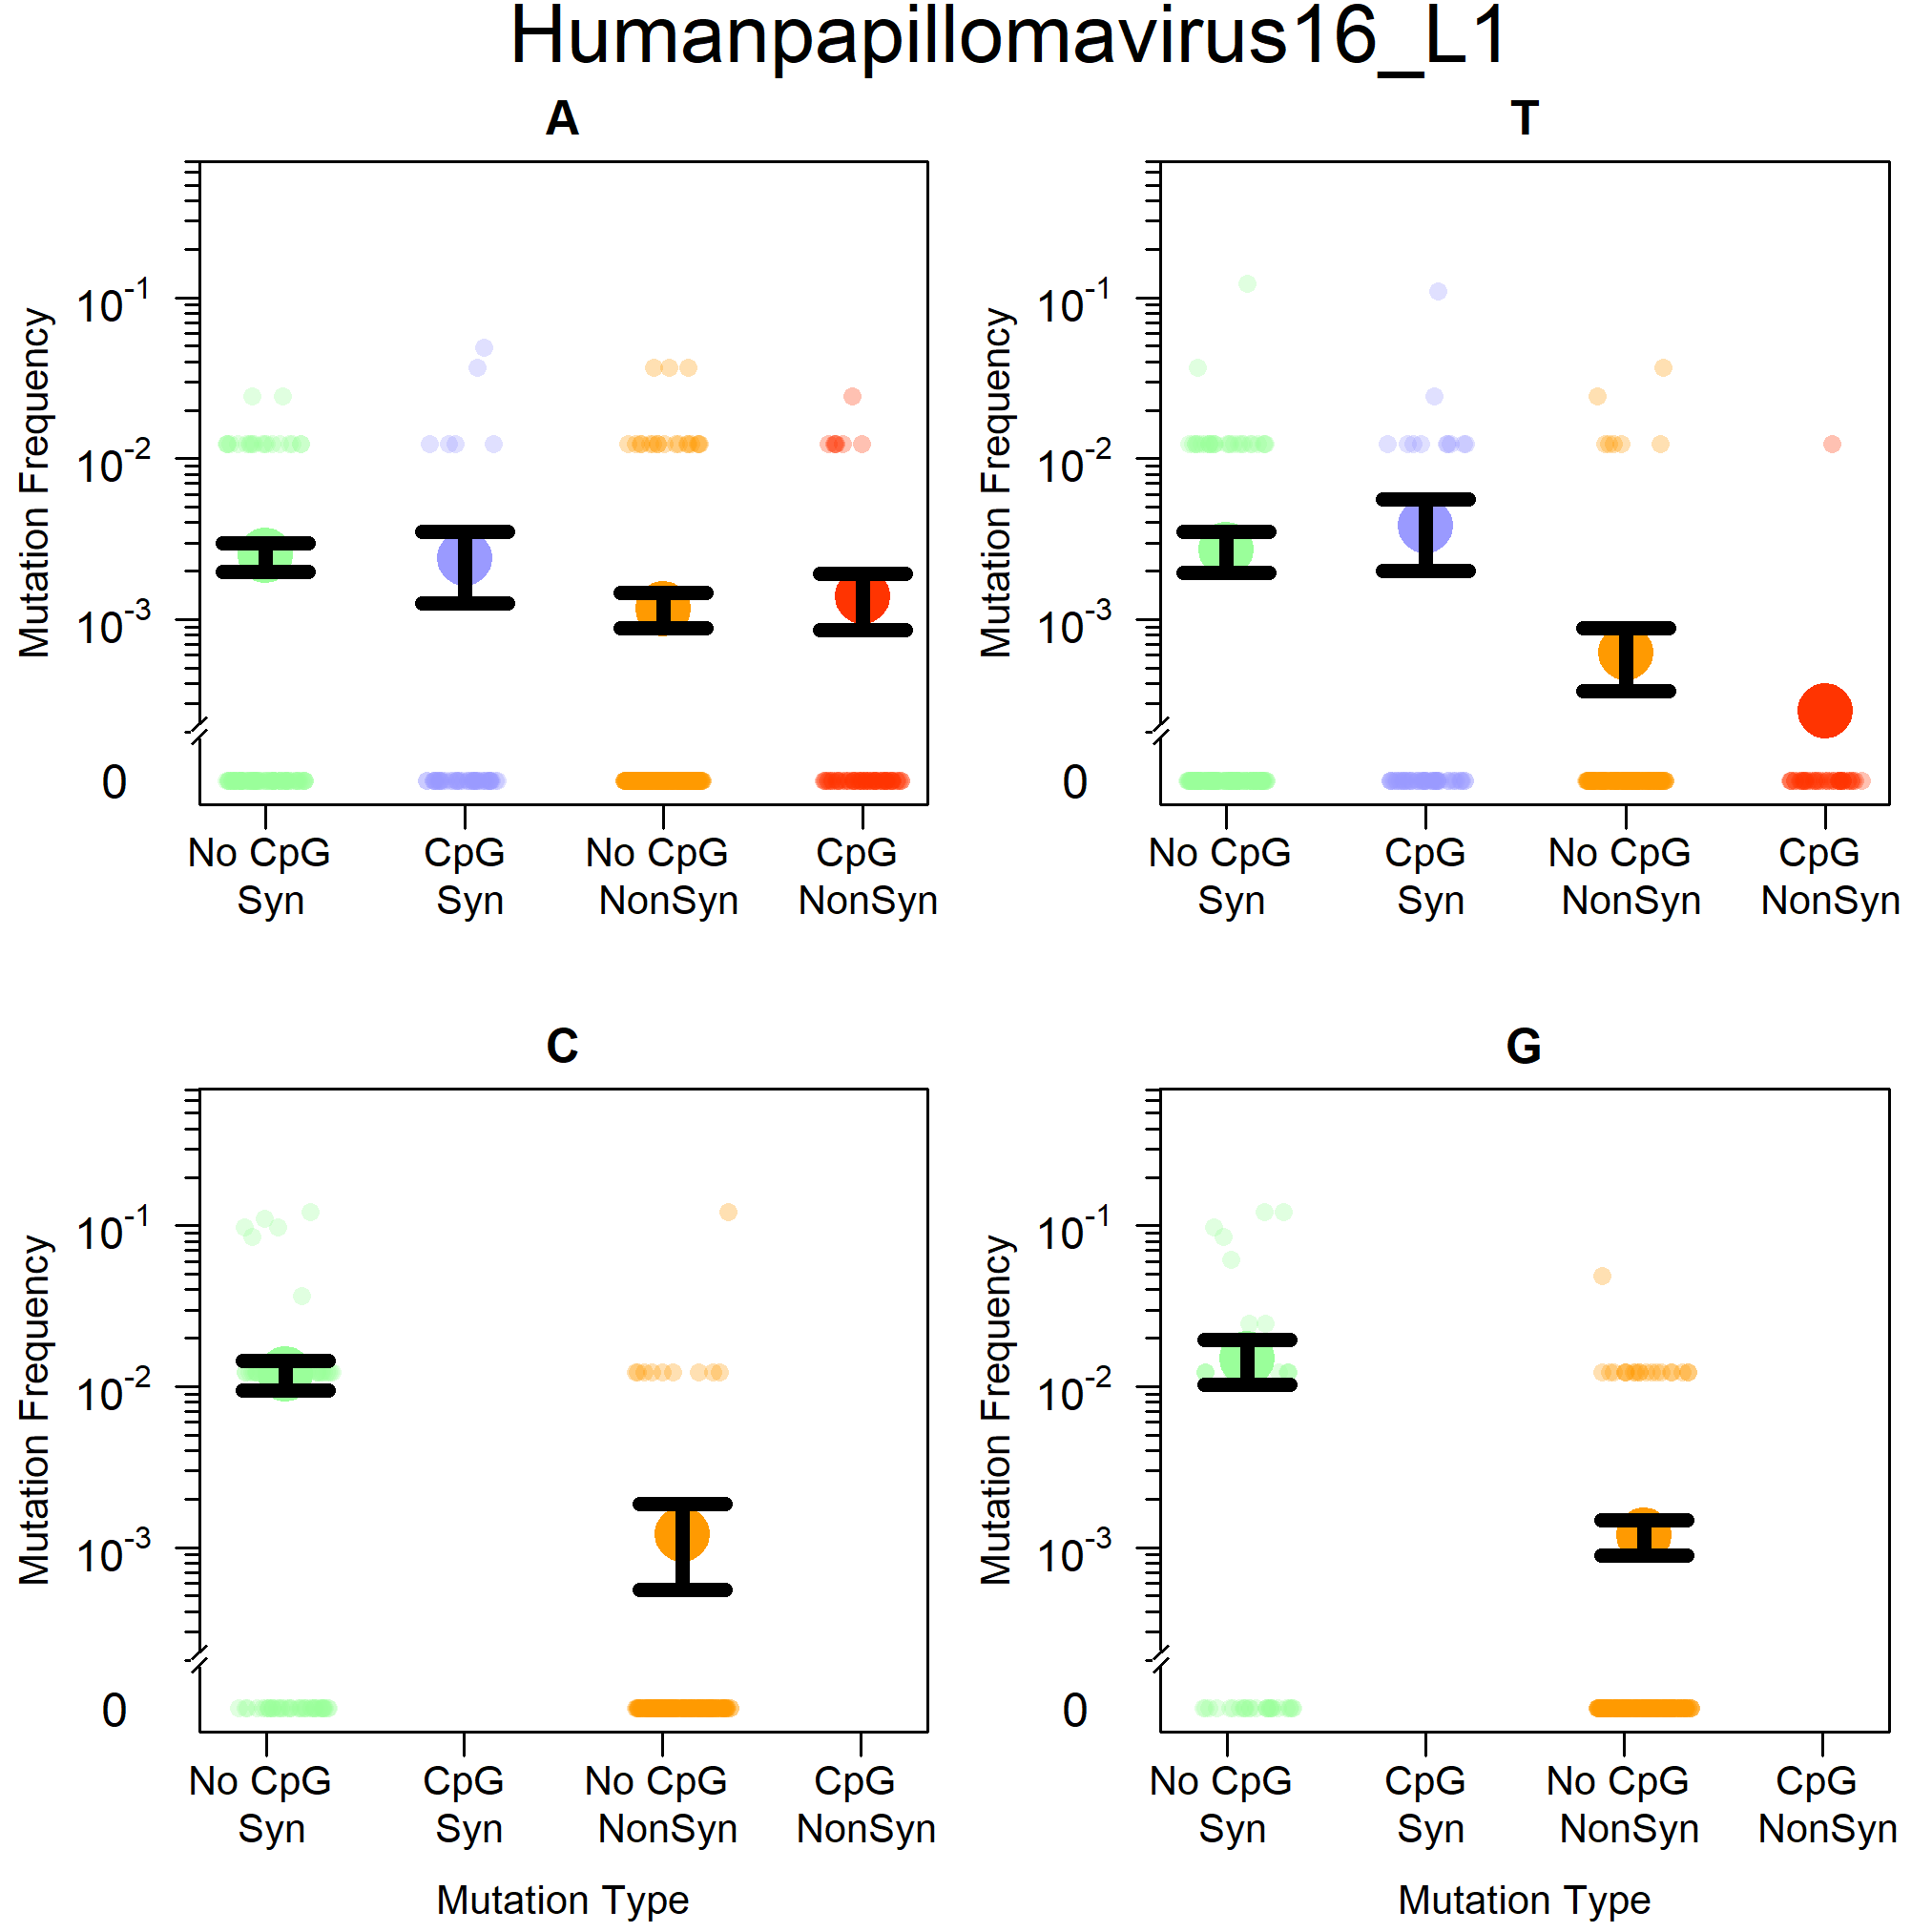 Humanpapillomavirus16_L1
A
Mutation Frequency
10-1
10-2
10-3
0
No CpG Syn
CpG Syn
No CpG NonSyn
CpG NonSyn
T
Mutation Frequency
10-1
10-2
10-3
0
No CpG Syn
CpG Syn
No CpG NonSyn
CpG NonSyn
C
Mutation Frequency
10-1
10-2
10-3
0
No CpG Syn
CpG Syn
No CpG NonSyn
CpG NonSyn
Mutation Type
G
Mutation Frequency
10-1
10-2
10-3
0
No CpG Syn
CpG Syn
No CpG NonSyn
CpG NonSyn
Mutation Type